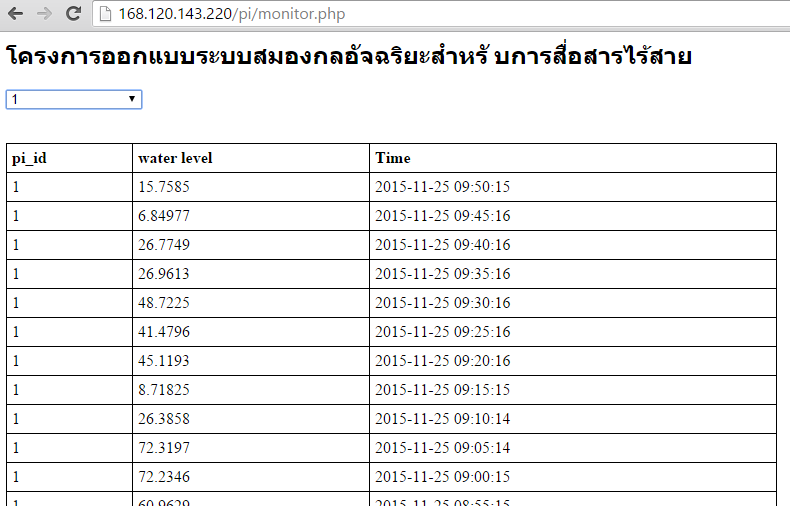 168.120.143.220/pi/monitor.php
โครงการออกแบบระบบสมองกลอัจฉริยะสำหรั บการสื่อสารไร้สาย
1
pi_id water level Time
1 15.7585 2015-11-25 09:50:15
1 6.84977 2015-11-25 09:45:16
1 26.7749 2015-11-25 09:40:16
1 26.9613 2015-11-25 09:35:16
1 48.7225 2015-11-25 09:30:16
1 41.4796 2015-11-25 09:25:16
1 45.1193 2015-11-25 09:20:16
1 8.71825 2015-11-25 09:15:15
1 26.3858 2015-11-25 09:10:14
1 72.3197 2015-11-25 09:05:14
1 72.2346 2015-11-25 09:00:15
1 60.9629 2015-11-25 08:55:15